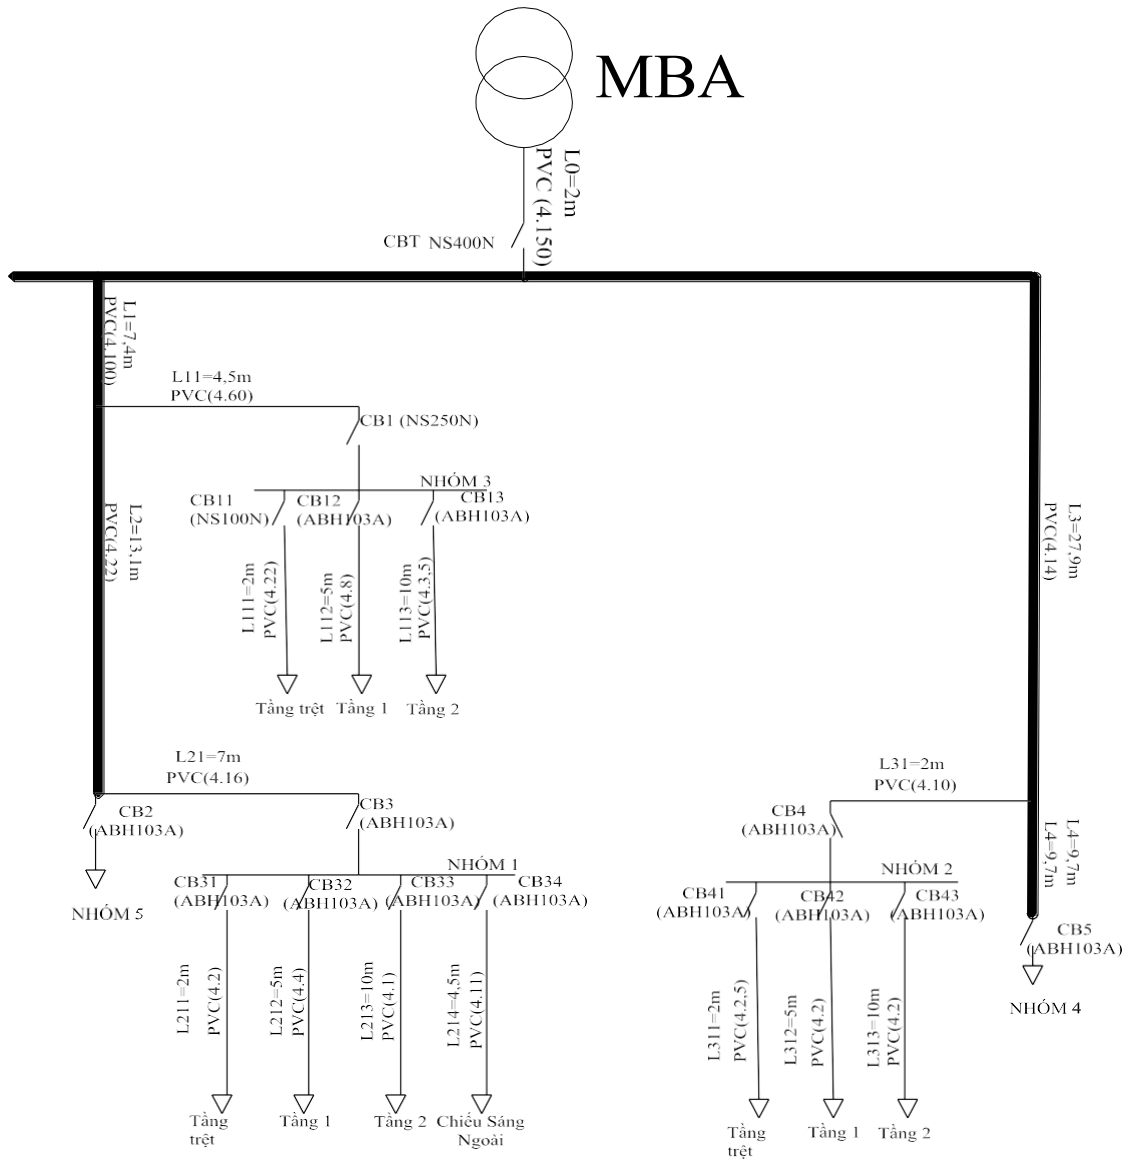 MBA
L0=2m
PVC (4.150)
CBT NS400N
L1=7,4m
PVC(4.100)
L11=4,5m
PVC(4.60)
CB1 (NS250N)
NHÓM 3
CB11
(NS100N)
CB12
(ABH103A)
CB13
(ABH103A)
L2=13,1m
PVC(4.22)
L3=27,9m
PVC(4.14)
L111=2m
PVC(4.22)
L112=5m
PVC(4.8)
L113=10m
PVC(4.3,5)
Tầng trệt
Tầng 1
Tầng 2
L21=7m
PVC(4.16)
L31=2m
PVC(4.10)
CB2
(ABH103A)
CB3
(ABH103A)
CB4
(ABH103A)
L4=9,7m
L4=9,7m
NHÓM 1
NHÓM 2
CB31
(ABH103A)
CB32
(ABH103A)
CB33
(ABH103A)
CB34
(ABH103A)
CB41
(ABH103A)
CB42
(ABH103A)
CB43
(ABH103A)
NHÓM 5
CB5
(ABH103A)
NHÓM 4
L211=2m
PVC(4.2)
L212=5m
PVC(4.4)
L213=10m
PVC(4.1)
L214=4,5m
PVC(4.11)
L311=2m
PVC(4.2,5)
L312=5m
PVC(4.2)
L313=10m
PVC(4.2)
Tầng
trệt
Tầng 1
Tầng 2
Chiếu Sáng
Ngoài
Tầng
trệt
Tầng 1
Tầng 2